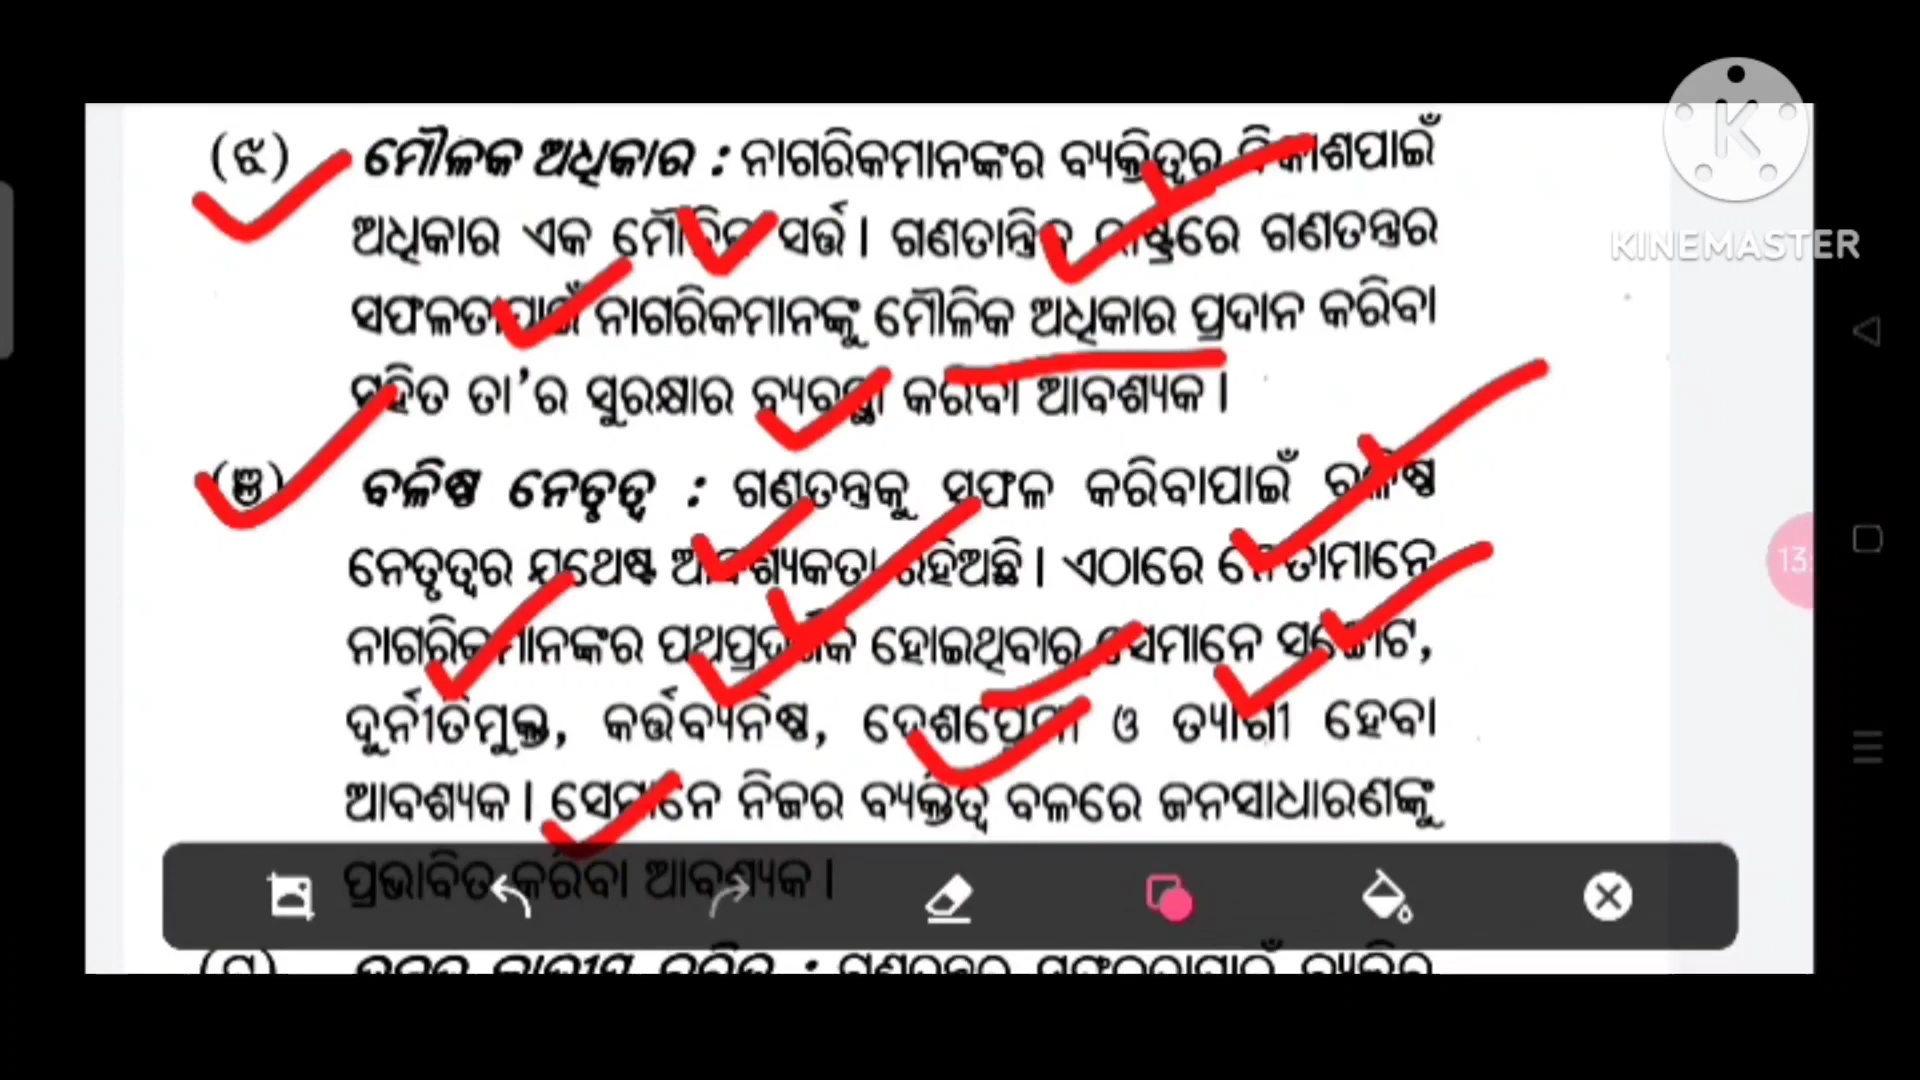 (ଝ) ମୌଳିକ ଅଧିକାର : ନାଗରିକମାନଙ୍କର ବ୍ୟକ୍ତିତ୍ୱର ବିକାଶପାଇଁ
ଅଧିକାର ଏକ ମୌଳିକ ସର୍ତ୍ତ । ଗଣତାନ୍ତ୍ରିକ ରାଷ୍ଟ୍ରରେ ଗଣତନ୍ତ୍ରର
ସଫଳତାପାଇଁ ନାଗରିକମାନଙ୍କୁ ମୌଳିକ ଅଧିକାର ପ୍ରଦାନ କରିବା
ସହିତ ତା'ର ସୁରକ୍ଷାର ବ୍ୟବସ୍ଥା କରିବା ଆବଶ୍ୟକ ।
(ଞ) ବଳିଷ୍ଠ ନେତୃତ୍ୱ : ଗଣତନ୍ତ୍ରକୁ ସଫଳ କରିବାପାଇଁ ବଳିଷ୍ଠ
ନେତୃତ୍ୱର ଯଥେଷ୍ଟ ଆବଶ୍ୟକତା ରହିଅଛି । ଏଠାରେ ନେତାମାନେ
ନାଗରିକମାନଙ୍କର ପଥପ୍ରଦର୍ଶକ ହୋଇଥିବାରୁ ସେମାନେ ସଚ୍ଚୋଟ,
ଦୁର୍ନୀତିମୁକ୍ତ, କର୍ତ୍ତବ୍ୟନିଷ୍ଠ, ଦେଶପ୍ରେମୀ ଓ ତ୍ୟାଗୀ ହେବା
ଆବଶ୍ୟକ । ସେମାନେ ନିଜର ବ୍ୟକ୍ତିତ୍ୱ ବଳରେ ଜନସାଧାରଣଙ୍କୁ
ପ୍ରଭାବିତ କରିବା ଆବଶ୍ୟକ ।
KINEMASTER